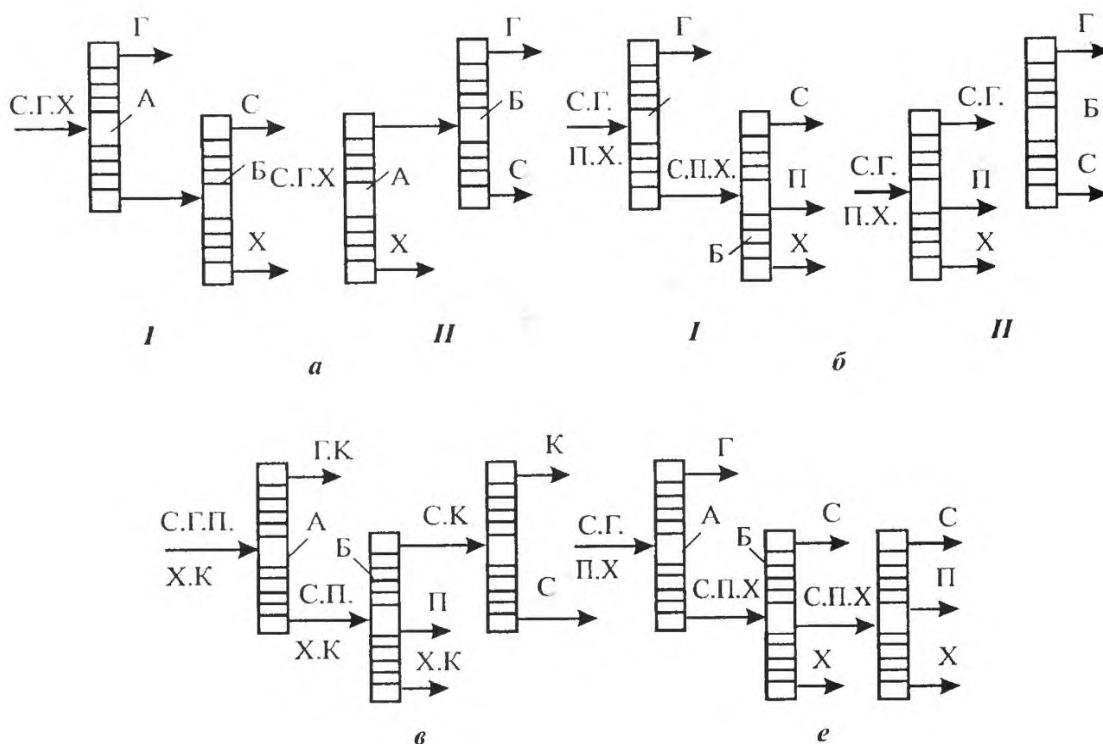 Г
С.Г.Х
А
С
Б
Х
I
Г
Б
С.Г.Х
А
С
Х
II
а
Г
С.Г.
П.Х.
С
С.П.Х.
П
Б
Х
I
Г
С.Г.
Б
С.Г.
П.Х.
П
С
Х
II
б
Г.К
С.Г.П.
Х.К
А
С.П.
Х.К
Б
С.К
П
Х.К
К
С
в
Г
С.Г.
П.Х
А
С.П.Х
Б
С
С.П.Х
Х
С
П
Х
е